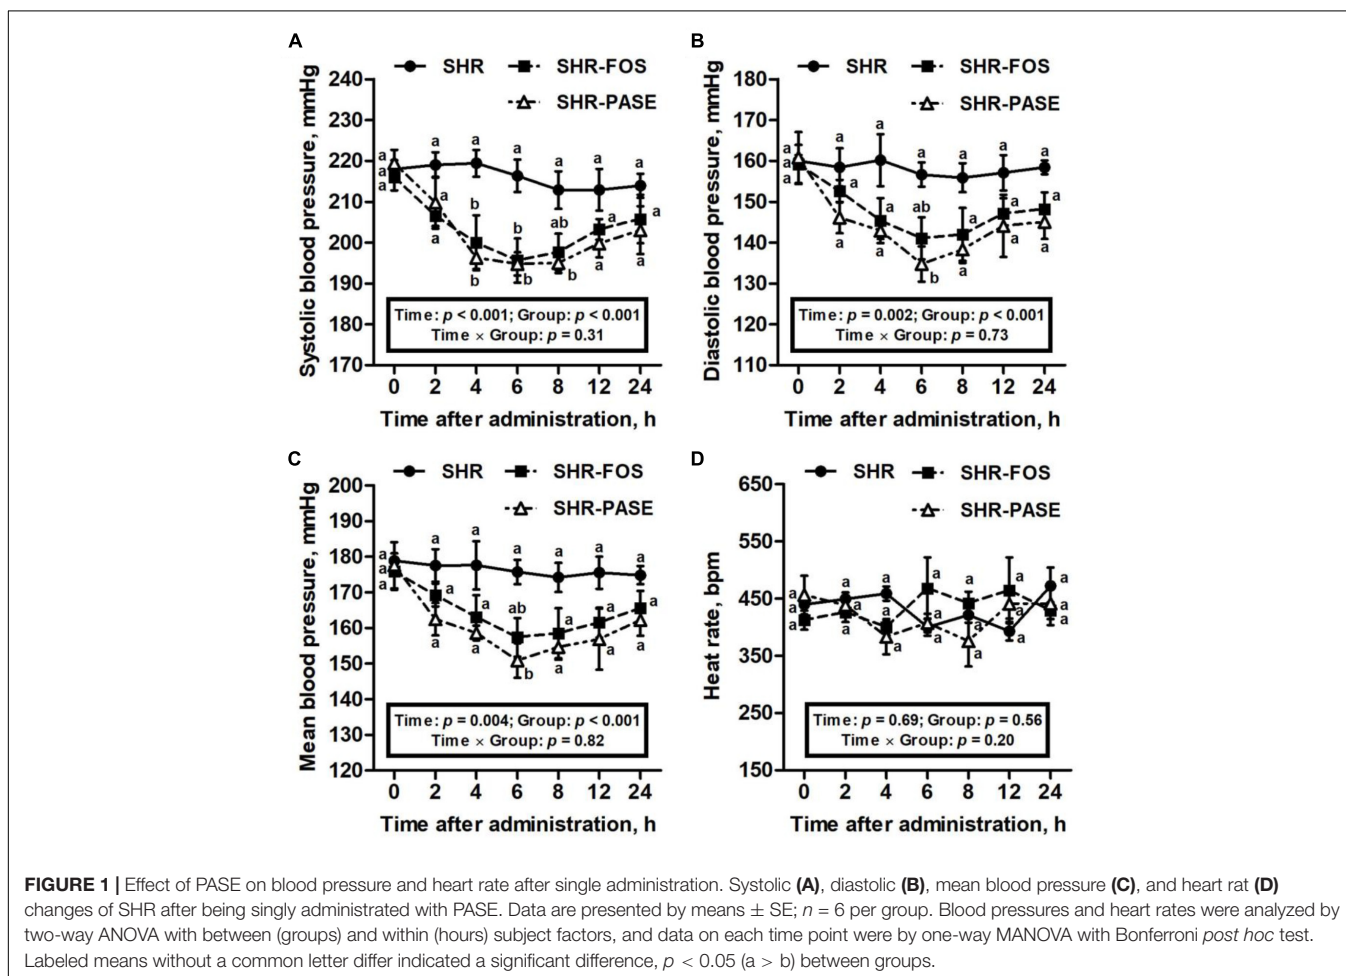 A
SHR SHR-FOS
SHR-PASE
Systolic blood pressure, mmHg
240
230
220
210
200
190
180
170
a a a a a a a
a a
a a b b ab a a
a b b b a a
Time: p < 0.001; Group: p < 0.001
Time × Group: p = 0.31
0 2 4 6 8 12 24
Time after administration, h
B
SHR SHR-FOS
SHR-PASE
Diastolic blood pressure, mmHg
180
170
160
150
140
130
120
110
a a a a a a a
a a
a a ab a a a
a a b a a a
Time: p = 0.002; Group: p < 0.001
Time × Group: p = 0.73
0 2 4 6 8 12 24
Time after administration, h
C
SHR SHR-FOS
SHR-PASE
Mean blood pressure, mmHg
200
190
180
170
160
150
140
130
120
a a a a a a a
a a
a a ab a a a
a a b a a a
Time: p = 0.004; Group: p < 0.001
Time × Group: p = 0.82
0 2 4 6 8 12 24
Time after administration, h
D
SHR SHR-FOS
SHR-PASE
Heat rate, bpm
650
550
450
350
250
150
a a a a a a a
a a a a a a a
a a a a a a a
Time: p = 0.69; Group: p = 0.56
Time × Group: p = 0.20
0 2 4 6 8 12 24
Time after administration, h
FIGURE 1 | Effect of PASE on blood pressure and heart rate after single administration. Systolic (A), diastolic (B), mean blood pressure (C), and heart rat (D)
changes of SHR after being singly administrated with PASE. Data are presented by means ± SE; n = 6 per group. Blood pressures and heart rates were analyzed by
two-way ANOVA with between (groups) and within (hours) subject factors, and data on each time point were by one-way MANOVA with Bonferroni post hoc test.
Labeled means without a common letter differ indicated a significant difference, p < 0.05 (a > b) between groups.